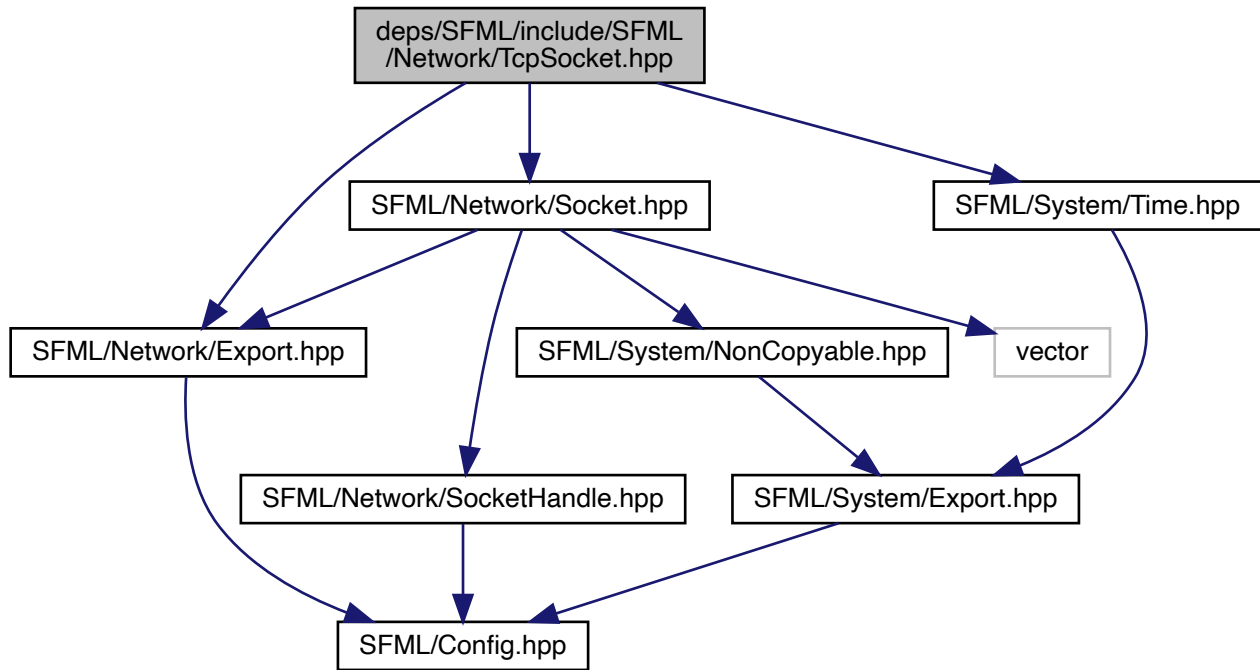 deps/SFML/include/SFML
/Network/TcpSocket.hpp
SFML/Network/Socket.hpp
SFML/System/Time.hpp
SFML/Network/Export.hpp
SFML/System/NonCopyable.hpp
vector
SFML/Network/SocketHandle.hpp
SFML/System/Export.hpp
SFML/Config.hpp